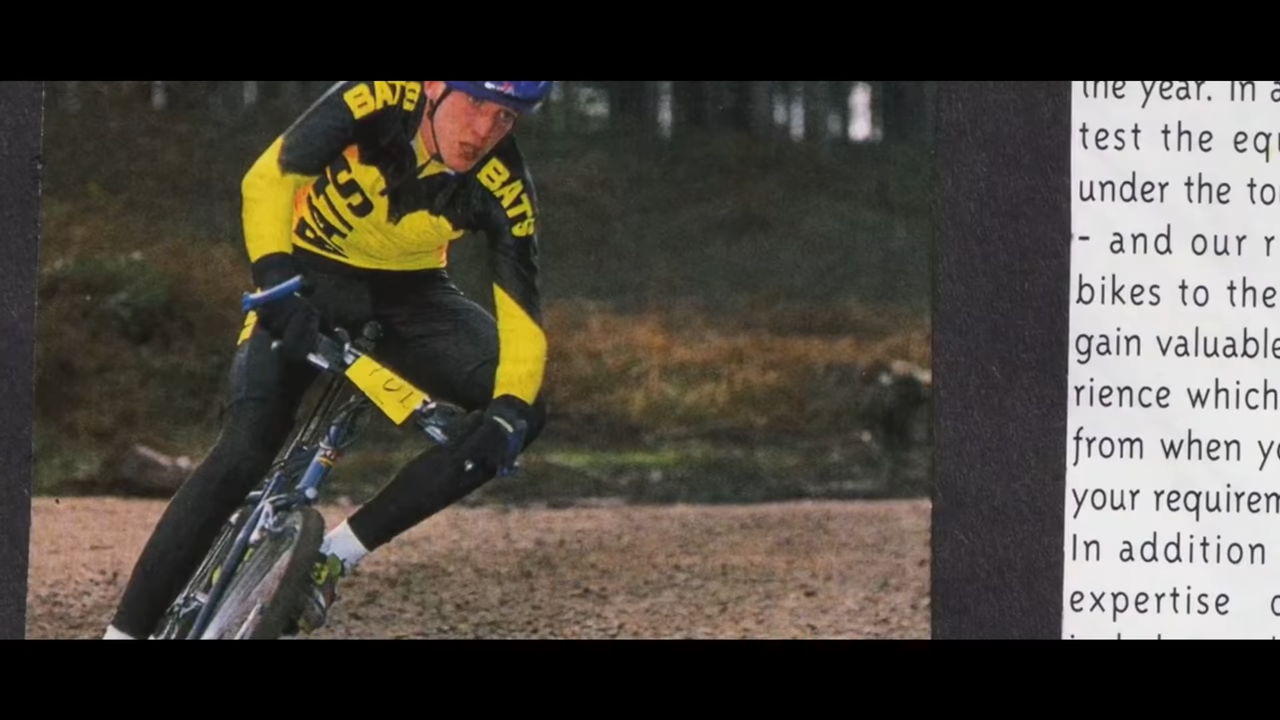 BATS
BATS
BATS
the year. In a
test the equ
under the to
- and our r
bikes to the
gain valuable
rience which
from when yo
your requirem
In addition
expertise